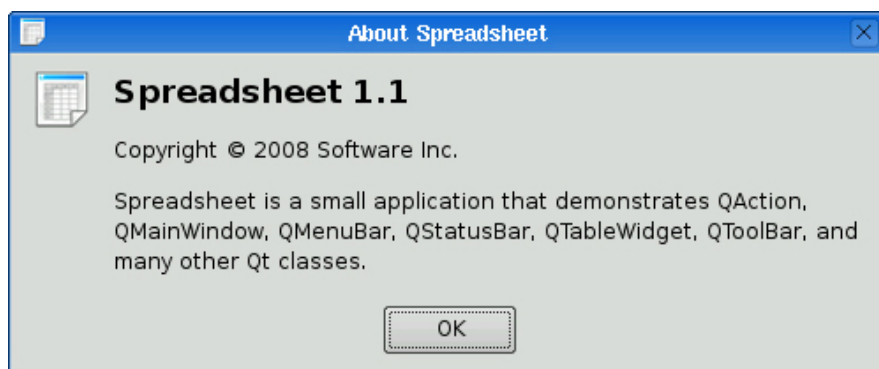 About Spreadsheet
Spreadsheet 1.1
Copyright © 2008 Software Inc.
Spreadsheet is a small application that demonstrates QAction,
QMainWindow, QMenuBar, QStatusBar, QTableWidget, QToolBar, and
many other Qt classes.
OK